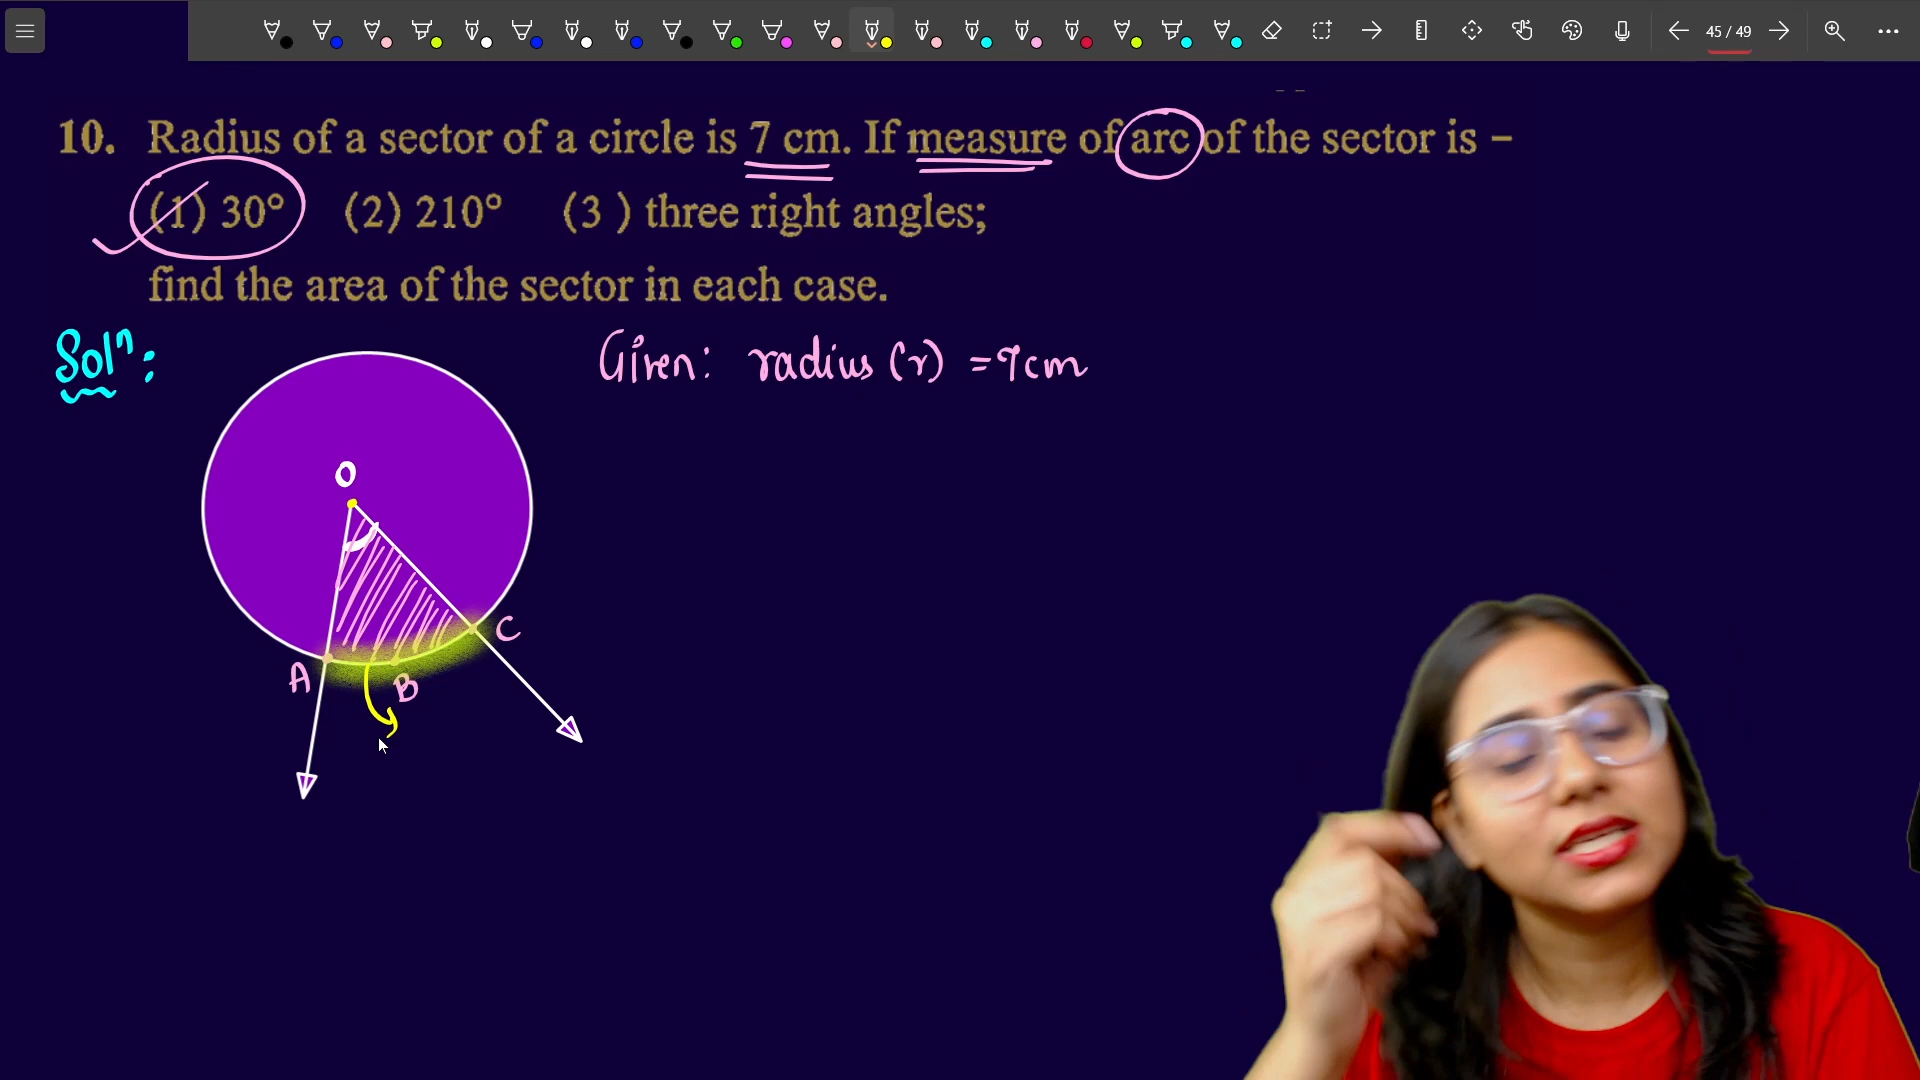 45 / 49
10. Radius of a sector of a circle is 7 cm. If measure of arc of the sector is –
(1) 30° (2) 210° (3 ) three right angles;
find the area of the sector in each case.
Solⁿ:
Given: radius (r) = 7cm
O
C
A
B